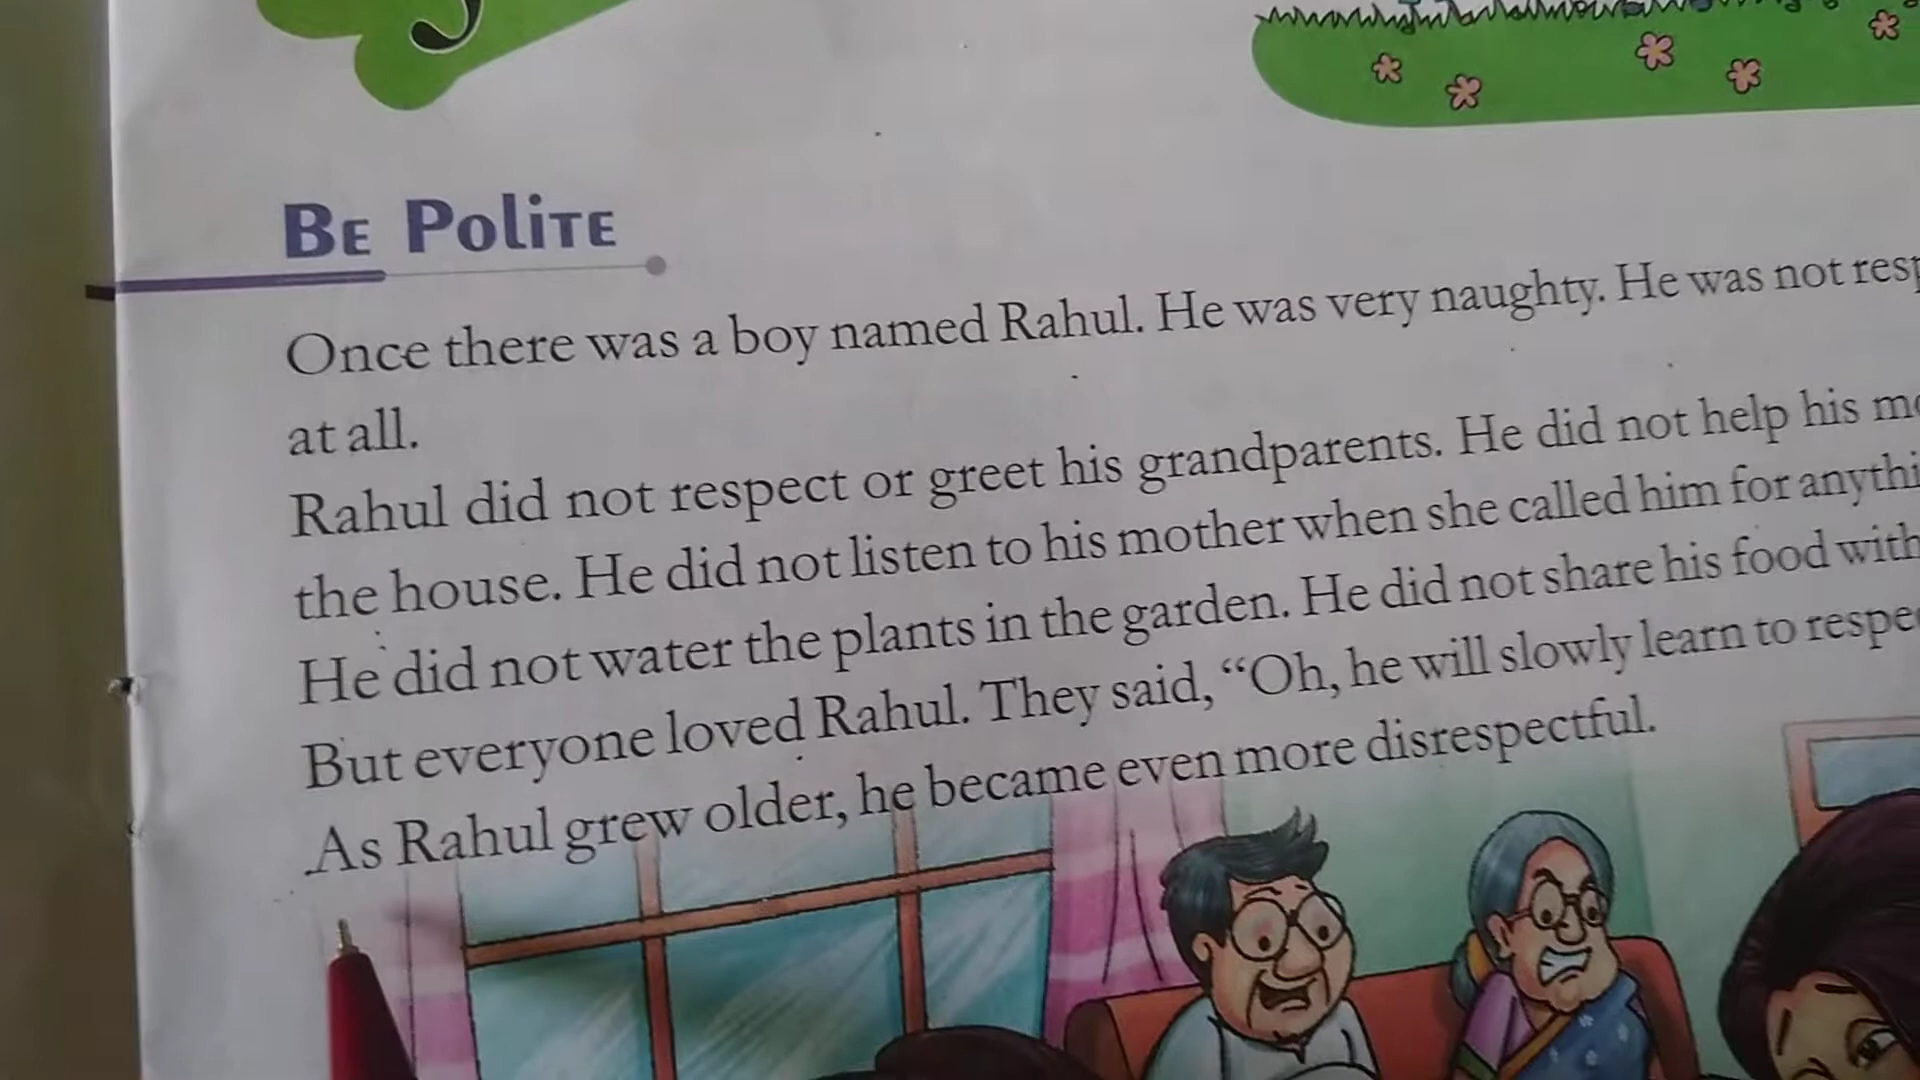 Be Polite
Once there was a boy named Rahul. He was very naughty. He was not
at all.
Rahul did not respect or greet his grandparents. He did not help his
the house. He did not listen to his mother when she called him for
He did not water the plants in the garden. He did not share his food with
But everyone loved Rahul. They said, “Oh, he will slowly learn to
As Rahul grew older, he became even more disrespectful.